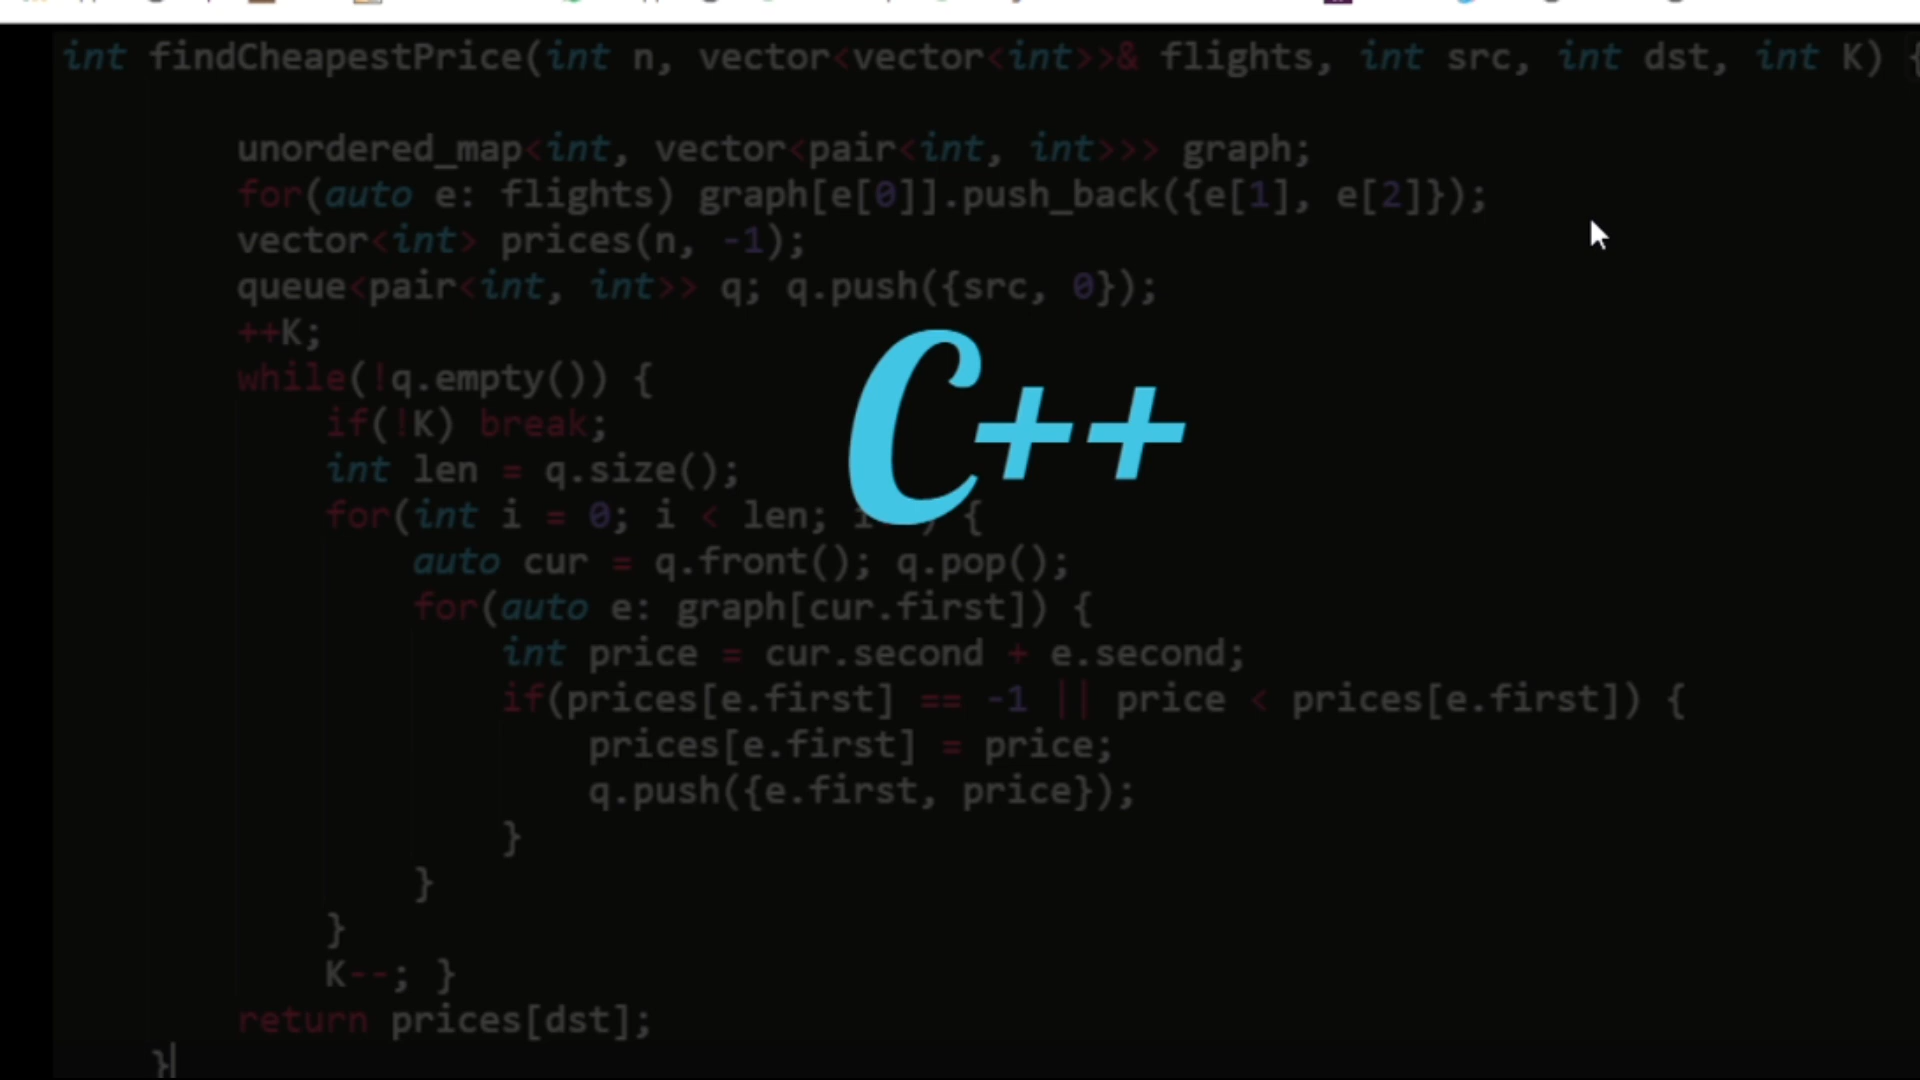 int findCheapestPrice(int n, vector<vector<int>>& flights, int src, int dst, int K) {
unordered_map<int, vector<pair<int, int>>> graph;
for(auto e: flights) graph[e[0]].push_back({e[1], e[2]});
vector<int> prices(n, -1);
queue<pair<int, int>> q; q.push({src, 0});
++K;
while(!q.empty()) {
if(!K) break;
int len = q.size();
for(int i = 0; i < len; i ) {
C++
auto cur = q.front(); q.pop();
for(auto e: graph[cur.first]) {
int price = cur.second + e.second;
if(prices[e.first] == -1 || price < prices[e.first]) {
prices[e.first] = price;
q.push({e.first, price});
}
}
}
K--; }
return prices[dst];
}